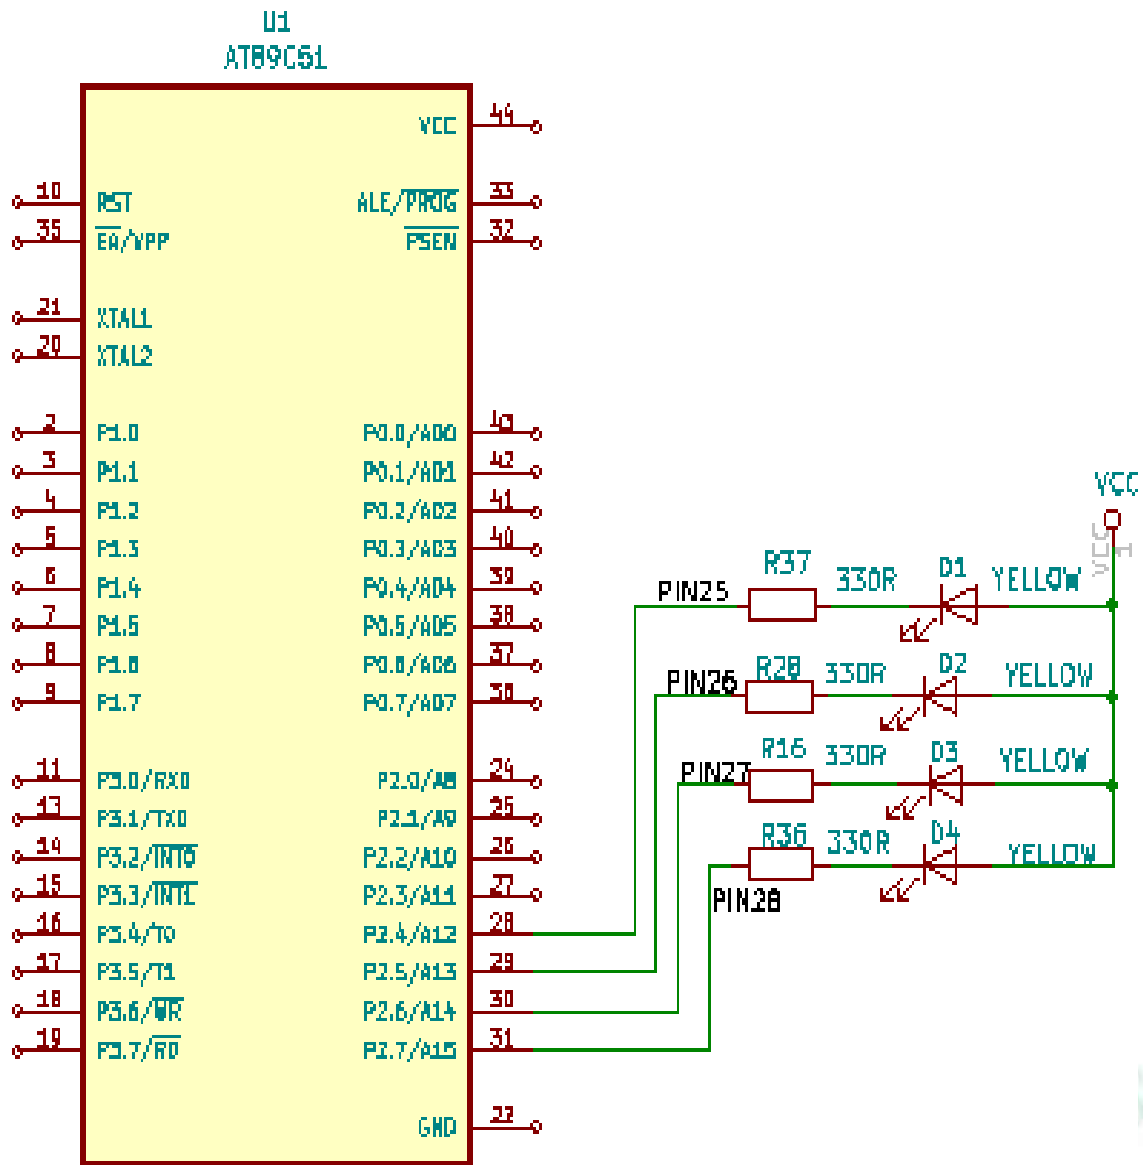 U1
AT89C51
VCC 44
10 RST ALE/PROG 33
35 EA/VPP PSEN 32
21 XTAL1
20 XTAL2
2 P1.0 P0.0/AD0 43
3 P1.1 P0.1/AD1 42
4 P1.2 P0.2/AD2 41
5 P1.3 P0.3/AD3 40
6 P1.4 P0.4/AD4 39
7 P1.5 P0.5/AD5 38
8 P1.6 P0.6/AD6 37
9 P1.7 P0.7/AD7 36
11 P3.0/RXD P2.0/A8 24
13 P3.1/TXD P2.1/A9 25
14 P3.2/INT0 P2.2/A10 26
15 P3.3/INT1 P2.3/A11 27
16 P3.4/T0 P2.4/A12 28
17 P3.5/T1 P2.5/A13 29
18 P3.6/WR P2.6/A14 30
19 P3.7/RD P2.7/A15 31
GND 22
VCC
VCC
1
PIN25 R37 330R D1 YELLOW
PIN26 R28 330R D2 YELLOW
PIN27 R16 330R D3 YELLOW
PIN28 R36 330R D4 YELLOW